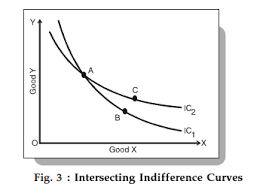 Y
Good Y
A
C
B
IC2
IC1
O
X
Good X
Fig. 3 : Intersecting Indifference Curves